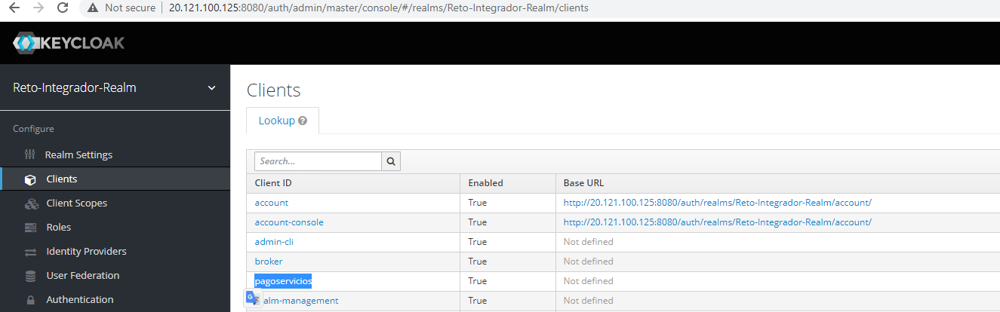 Not secure | 20.121.100.125:8080/auth/admin/master/console/#/realms/Reto-Integrador-Realm/clients
KEYCLOAK
Reto-Integrador-Realm
Configure
Realm Settings
Clients
Client Scopes
Roles
Identity Providers
User Federation
Authentication
Clients
Lookup ?
Search...
Client ID Enabled Base URL
account True http://20.121.100.125:8080/auth/realms/Reto-Integrador-Realm/account/
account-console True http://20.121.100.125:8080/auth/realms/Reto-Integrador-Realm/account/
admin-cli True Not defined
broker True Not defined
pagoservicios True Not defined
alm-management True Not defined